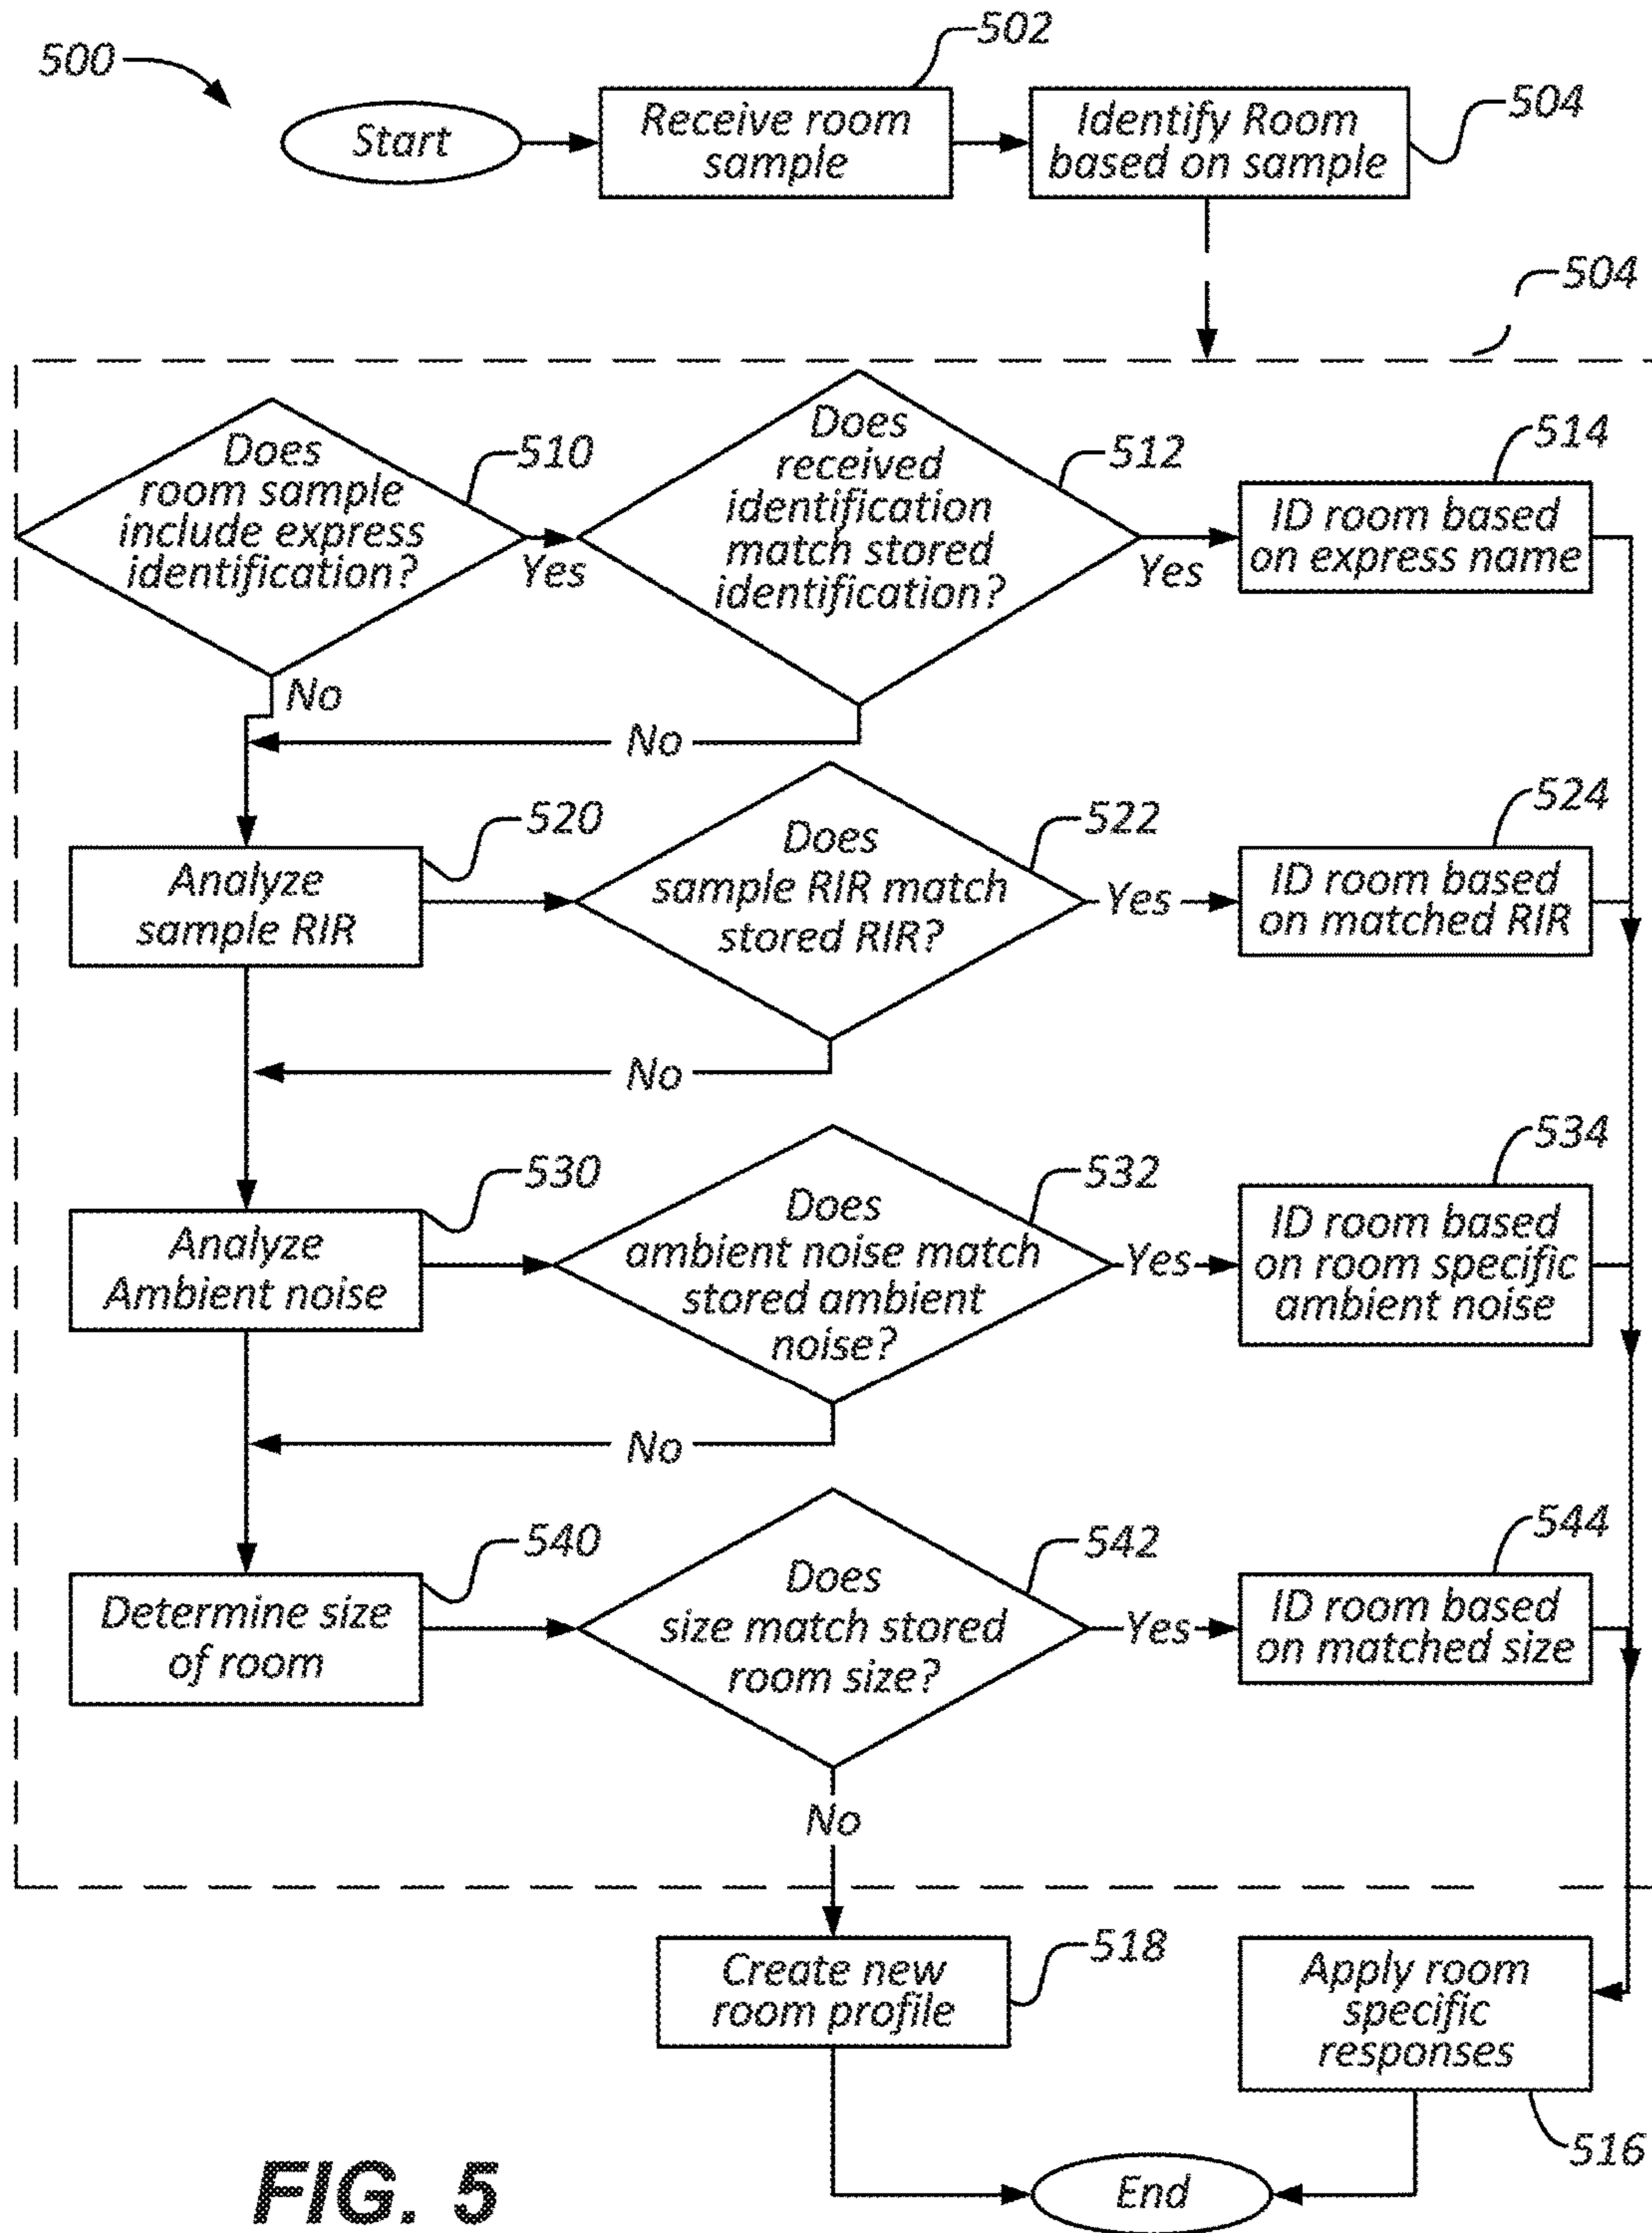 500
502
Start
Receive room
sample
Identify Room
based on sample
504
504
Does
room sample
include express
identification?
510
Yes
Does
received
identification
match stored
identification?
512
Yes
514
ID room based
on express name
No
No
Analyze
sample RIR
520
Does
sample RIR match
stored RIR?
522
Yes
524
ID room based
on matched RIR
No
Analyze
Ambient noise
530
Does
ambient noise match
stored ambient
noise?
532
Yes
534
ID room based
on room specific
ambient noise
No
Determine size
of room
540
Does
size match stored
room size?
542
Yes
544
ID room based
on matched size
No
Create new
room profile
518
Apply room
specific
responses
516
End
FIG. 5